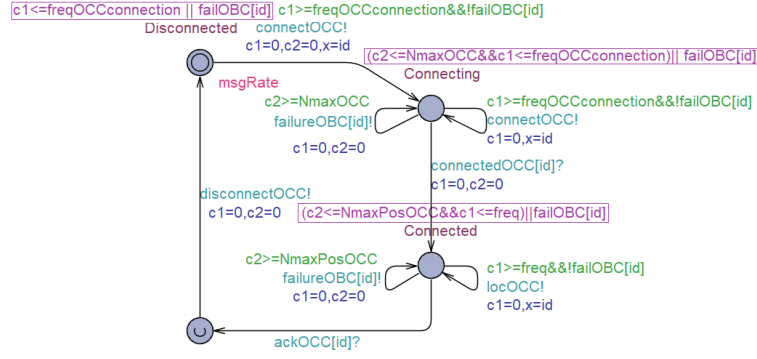 c1<=freqOCCconnection || failOBC[id]
c1>=freqOCCconnection&&!failOBC[id]
Disconnected
connectOCC!
c1=0,c2=0,x=id
(c2<=NmaxOCC&&c1<=freqOCCconnection)|| failOBC[id]
Connecting
msgRate
c2>=NmaxOCC
failureOBC[id]!
c1=0,c2=0
c1>=freqOCCconnection&&!failOBC[id]
connectOCC!
c1=0,x=id
connectedOCC[id]?
c1=0,c2=0
disconnectOCC!
c1=0,c2=0
(c2<=NmaxPosOCC&&c1<=freq)||failOBC[id]
Connected
c2>=NmaxPosOCC
failureOBC[id]!
c1=0,c2=0
c1>=freq&&!failOBC[id]
locOCC!
c1=0,x=id
ackOCC[id]?